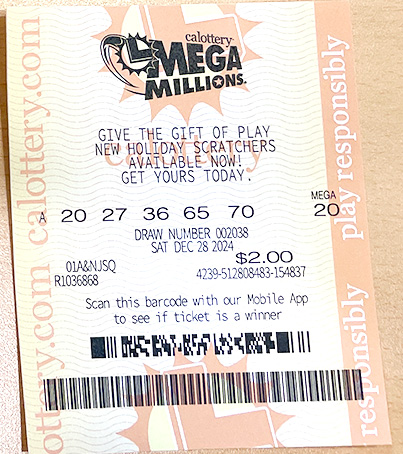 calottery
MEGA
MILLIONS
GIVE THE GIFT OF PLAY
NEW HOLIDAY SCRATCHERS
AVAILABLE NOW!
GET YOURS TODAY.
MEGA
A 20 27 36 65 70 20
DRAW NUMBER 002038
SAT DEC 28 2024
$2.00
01A&NJSQ 4239-512808483-154837
R1036868
Scan this barcode with our Mobile App
to see if ticket is a winner
calottery.com
calottery
ottery.com
play responsibly
responsibly